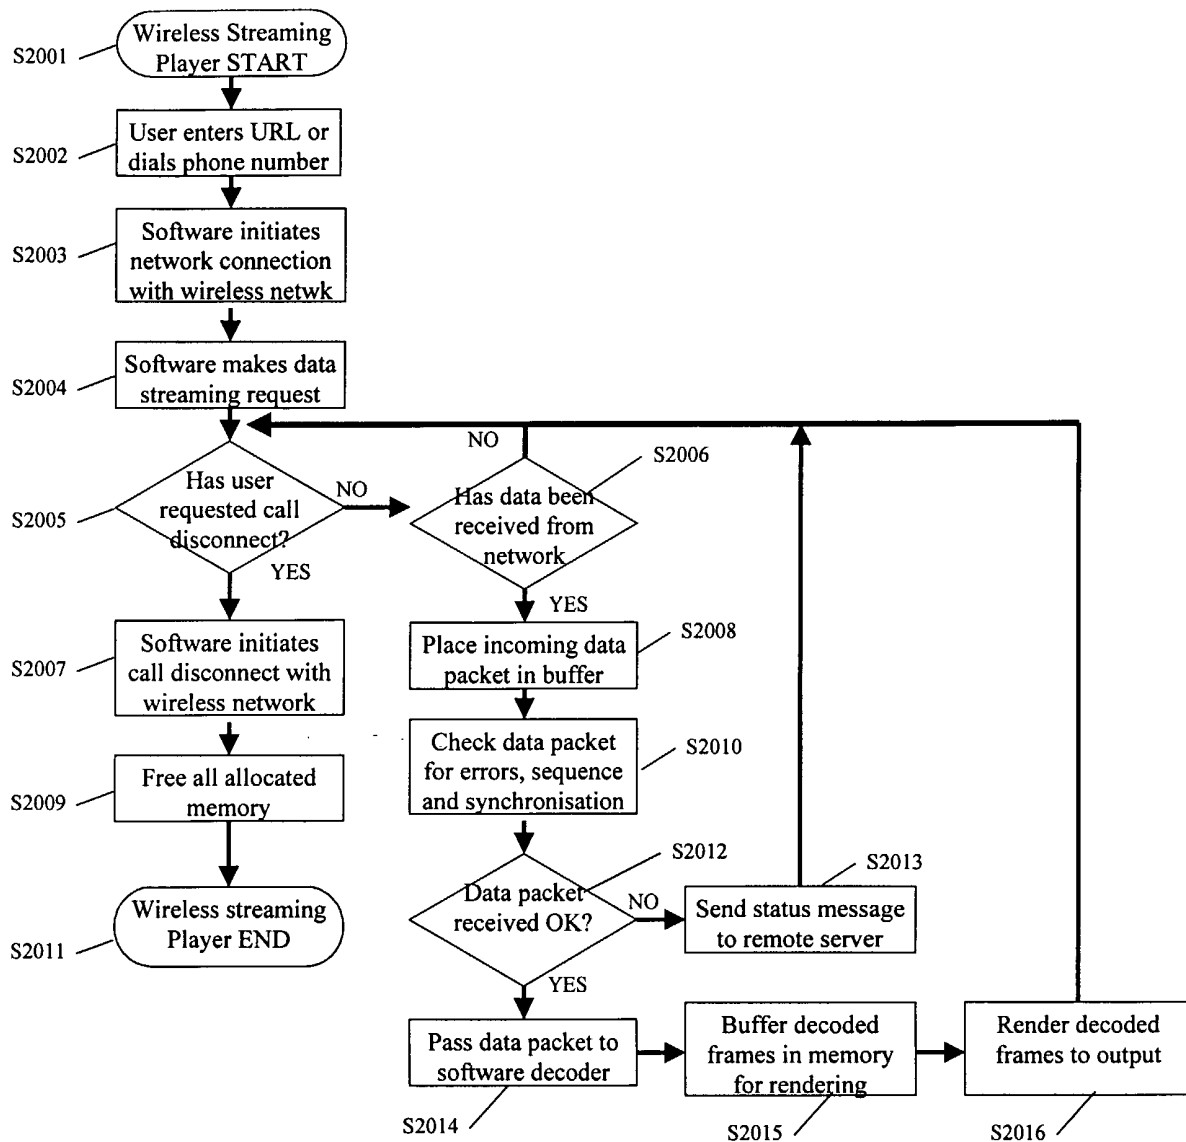 Wireless Streaming
Player START
S2001
User enters URL or
dials phone number
S2002
Software initiates
network connection
with wireless netwk
S2003
Software makes data
streaming request
S2004
NO
S2006
Has user
requested call
disconnect?
S2005
NO
Has data been
received from
network
YES
YES
Software initiates
call disconnect with
wireless network
S2007
Place incoming data
packet in buffer
S2008
Check data packet
for errors, sequence
and synchronisation
S2010
Free all allocated
memory
S2009
S2012
S2013
Wireless streaming
Player END
S2011
Data packet
received OK?
NO
Send status message
to remote server
YES
Pass data packet to
software decoder
S2014
Buffer decoded
frames in memory
for rendering
S2015
Render decoded
frames to output
S2016